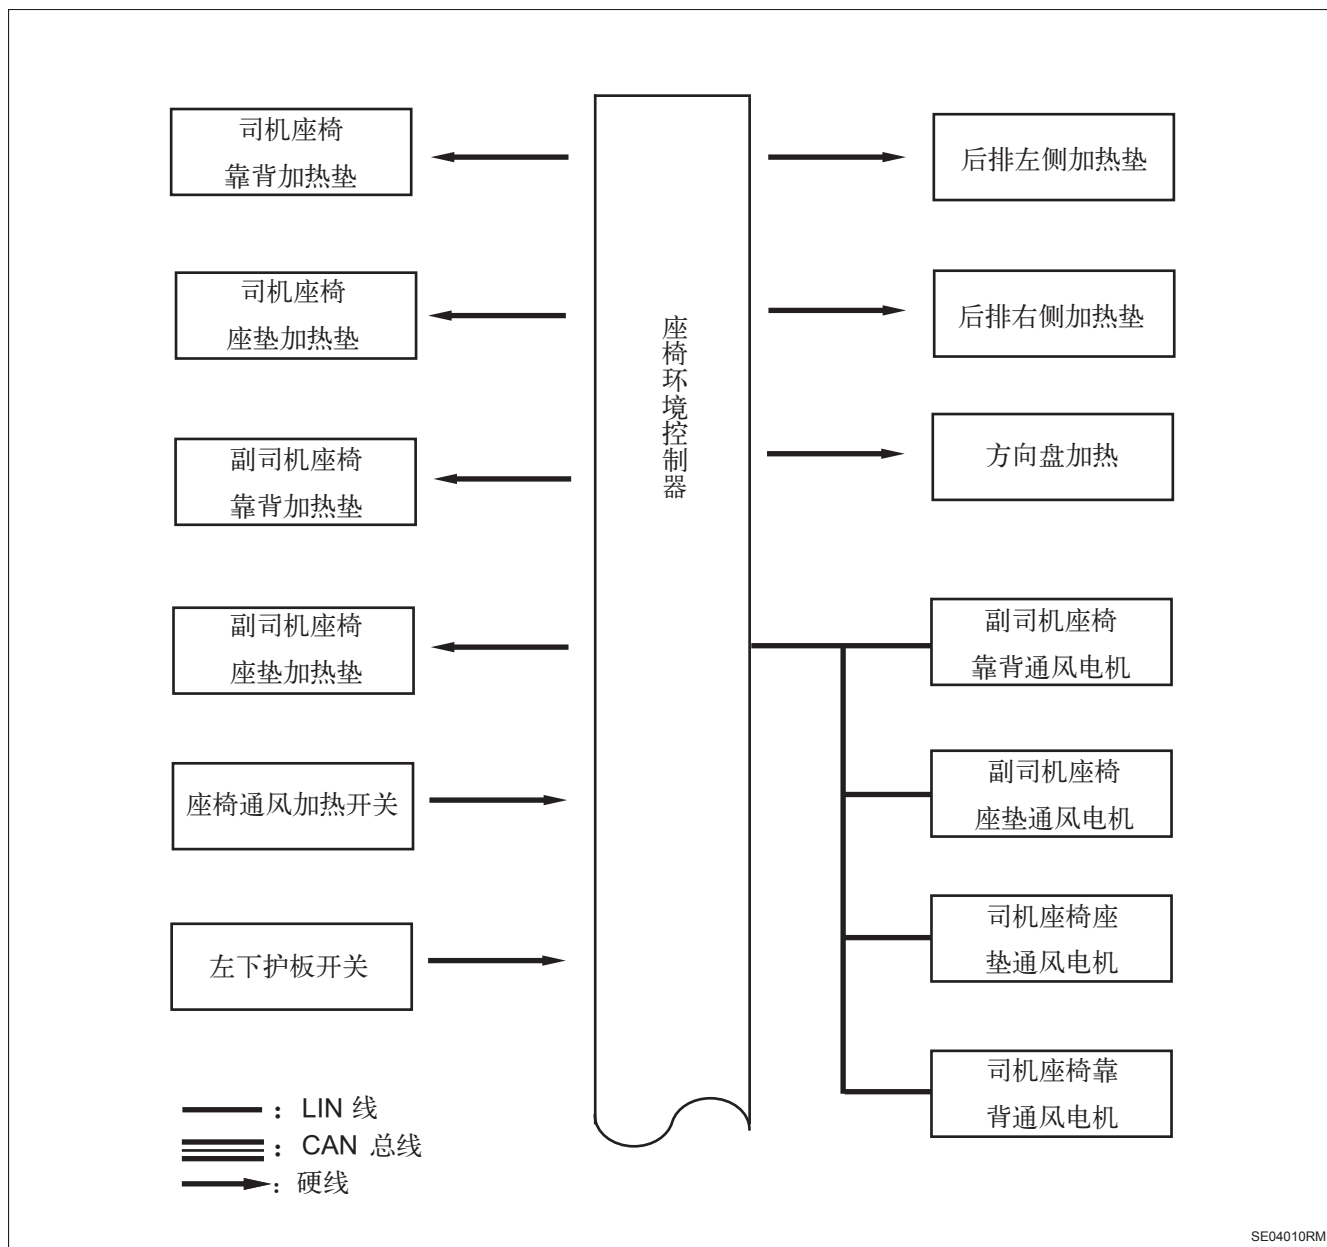 司机座椅
靠背加热垫
司机座椅
座垫加热垫
副司机座椅
靠背加热垫
副司机座椅
座垫加热垫
座椅通风加热开关
左下护板开关
座椅环境控制器
后排左侧加热垫
后排右侧加热垫
方向盘加热
副司机座椅
靠背通风电机
副司机座椅
座垫通风电机
司机座椅座
垫通风电机
司机座椅靠
背通风电机
：LIN 线
：CAN 总线
：硬线
SE04010RM